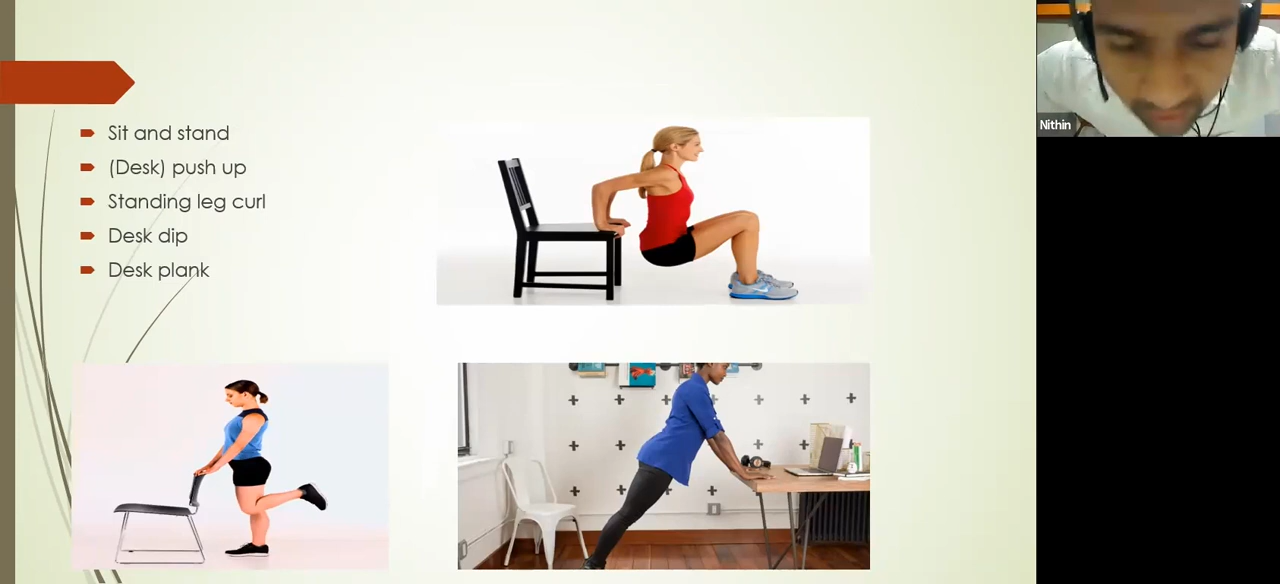 Sit and stand
(Desk) push up
Standing leg curl
Desk dip
Desk plank
Nithin